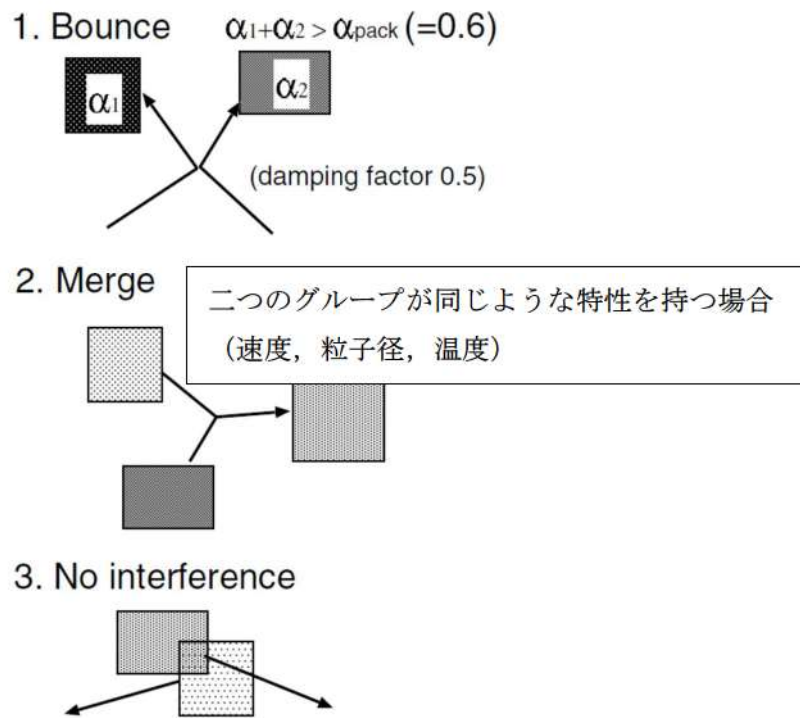 1. Bounce α1+α2 > αpack (=0.6)
α1
α2
(damping factor 0.5)
2. Merge
二つのグループが同じような特性を持つ場合
（速度，粒子径，温度）
3. No interference